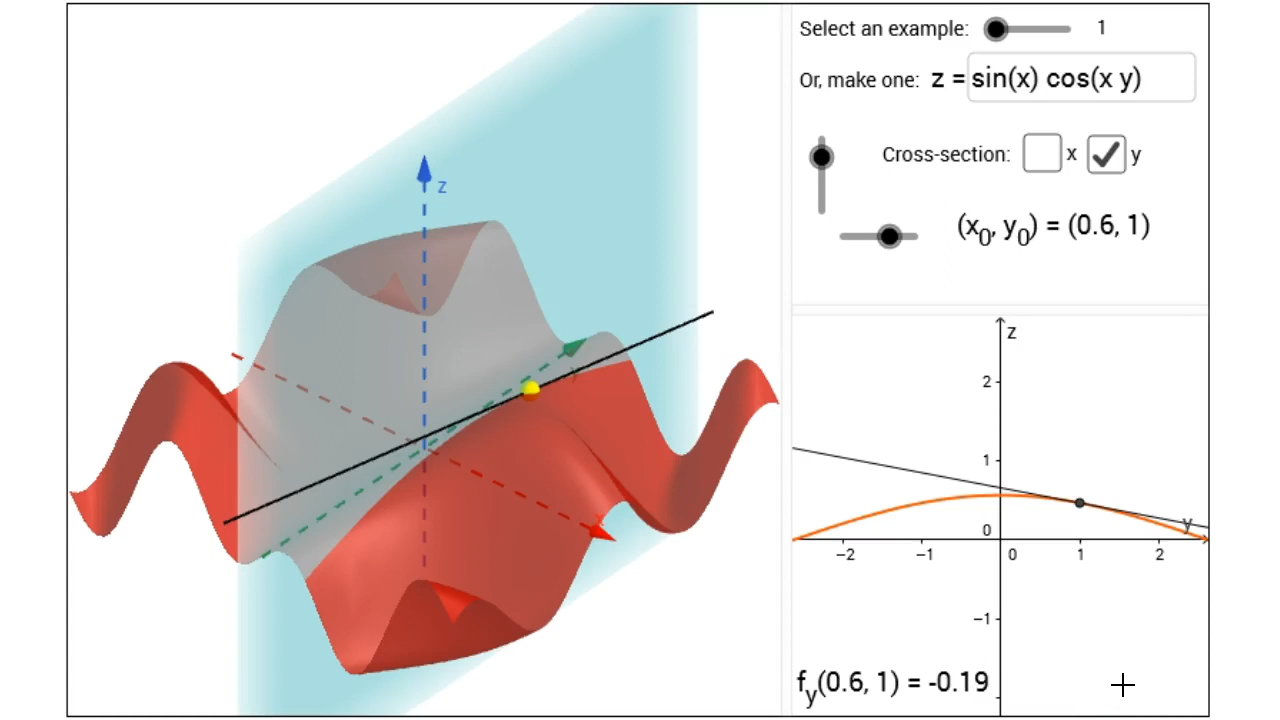 Select an example: 1
Or, make one: z = sin(x) cos(x y)
Cross-section: x y
(x₀, y₀) = (0.6, 1)
z
y
x
z
2
1
0
y
−2 −1 0 1 2
−1
f_y(0.6, 1) = -0.19